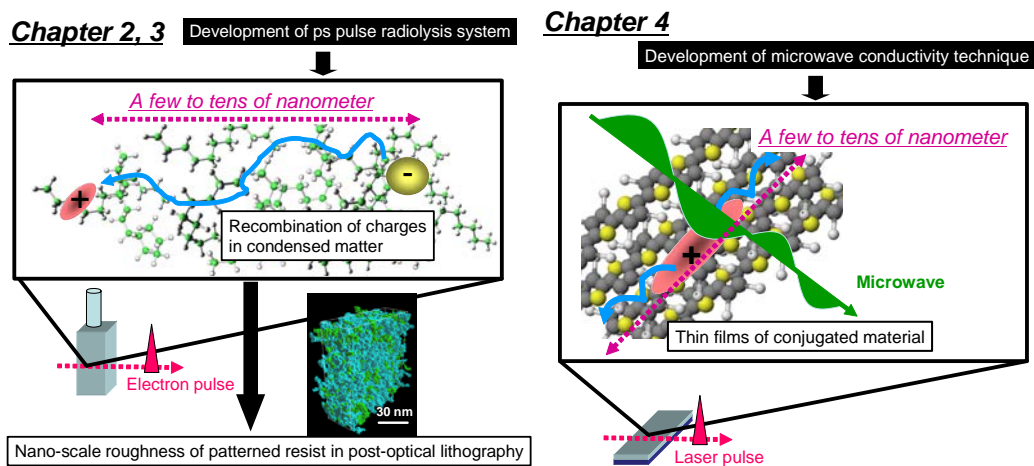 Chapter 2, 3
Development of ps pulse radiolysis system
A few to tens of nanometer
+
-
Recombination of charges
in condensed matter
Electron pulse
30 nm
Nano-scale roughness of patterned resist in post-optical lithography
Chapter 4
Development of microwave conductivity technique
A few to tens of nanometer
+
Microwave
Thin films of conjugated material
Laser pulse